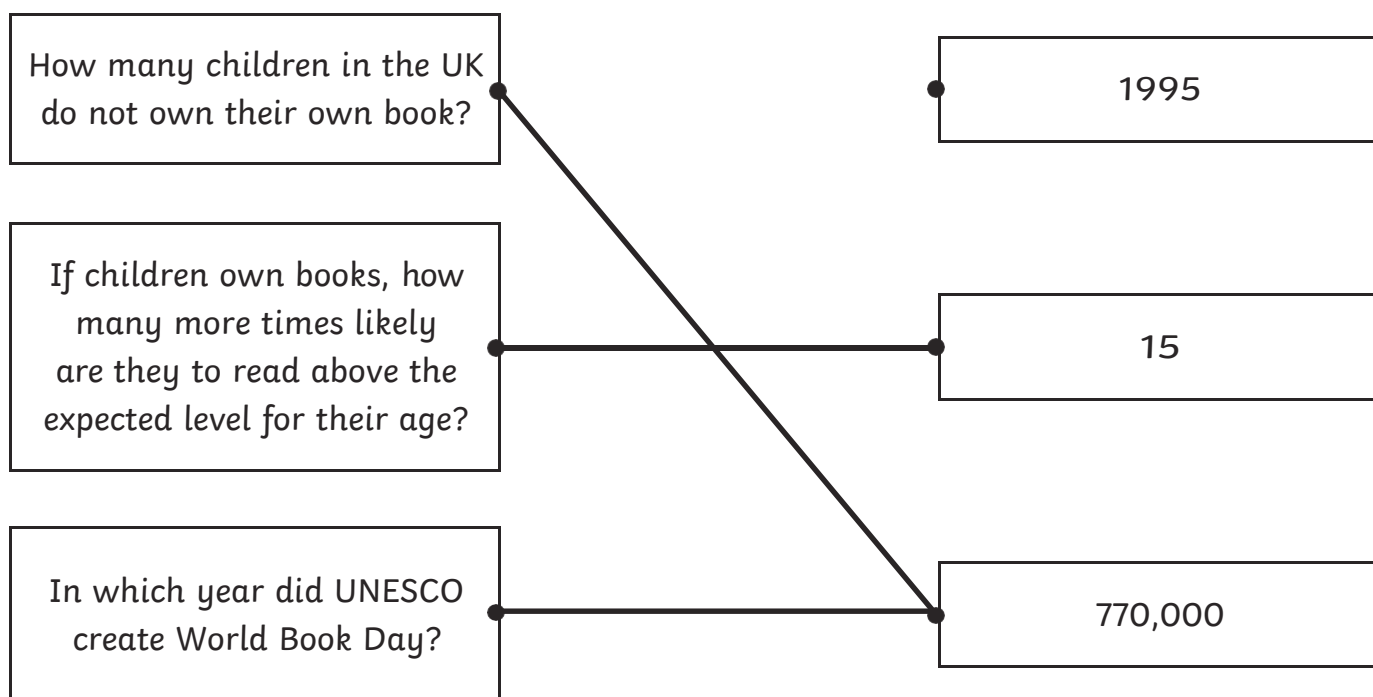 How many children in the UK
do not own their own book?
1995
If children own books, how
many more times likely
are they to read above the
expected level for their age?
15
In which year did UNESCO
create World Book Day?
770,000